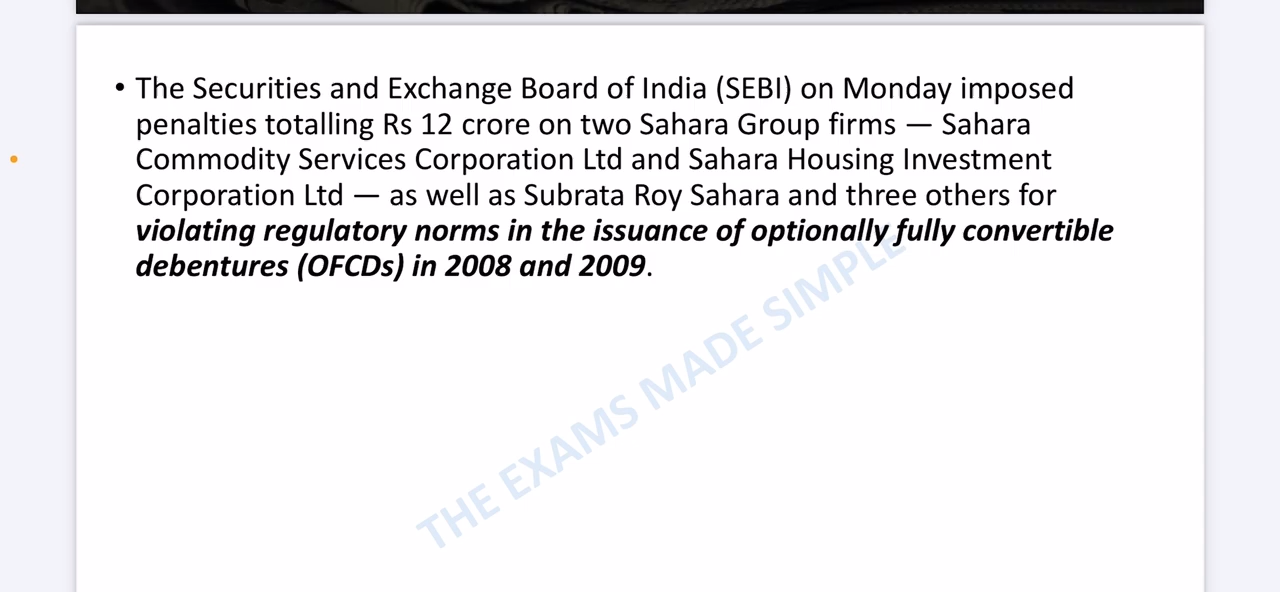 • The Securities and Exchange Board of India (SEBI) on Monday imposed
penalties totalling Rs 12 crore on two Sahara Group firms — Sahara
Commodity Services Corporation Ltd and Sahara Housing Investment
Corporation Ltd — as well as Subrata Roy Sahara and three others for
violating regulatory norms in the issuance of optionally fully convertible
debentures (OFCDs) in 2008 and 2009.
THE EXAMS MADE SIMPLE